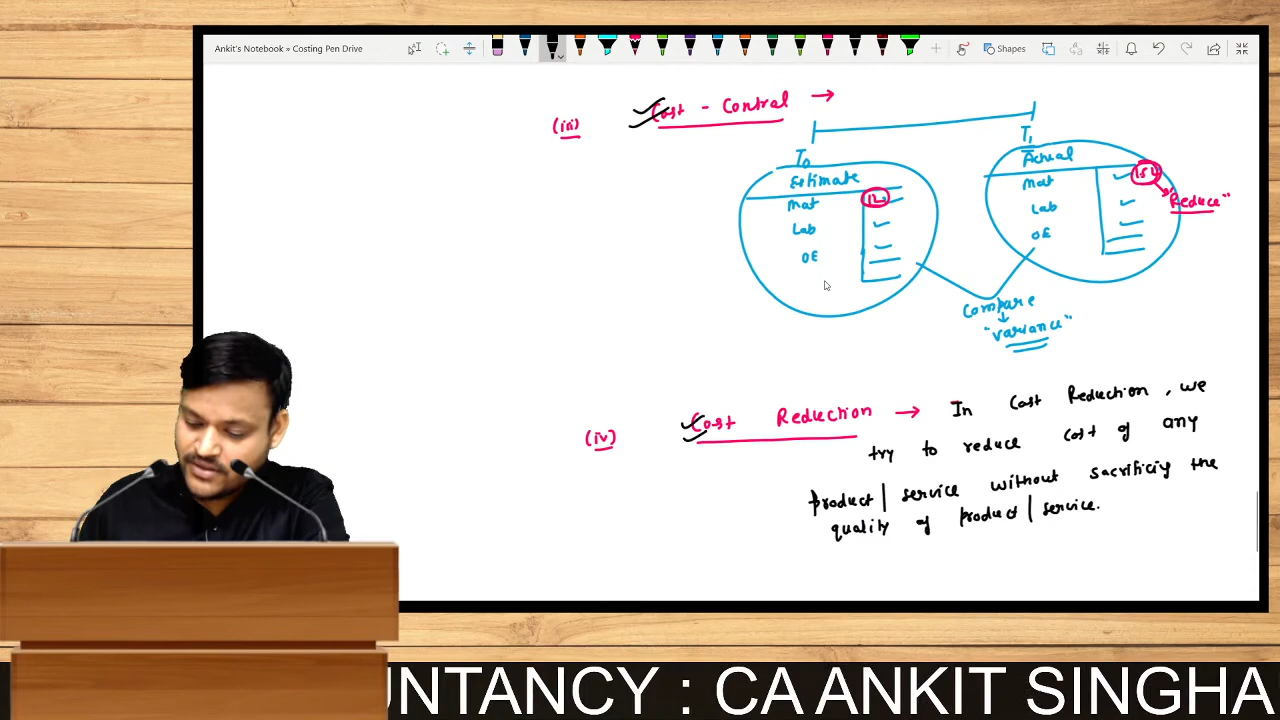 Ankit's Notebook » Costing Pen Drive
Shapes
(iii) Cost - Control →
T₀
T₁
Estimate
Mat
Lab
OE
Actual
Mat
Lab
OE
"Reduce"
Compare
"variance"
(iv) Cost Reduction → In Cost Reduction, we
try to reduce cost of any
product | service without sacrificig the
quality of product | service.
UNTANCY : CA ANKIT SINGHA